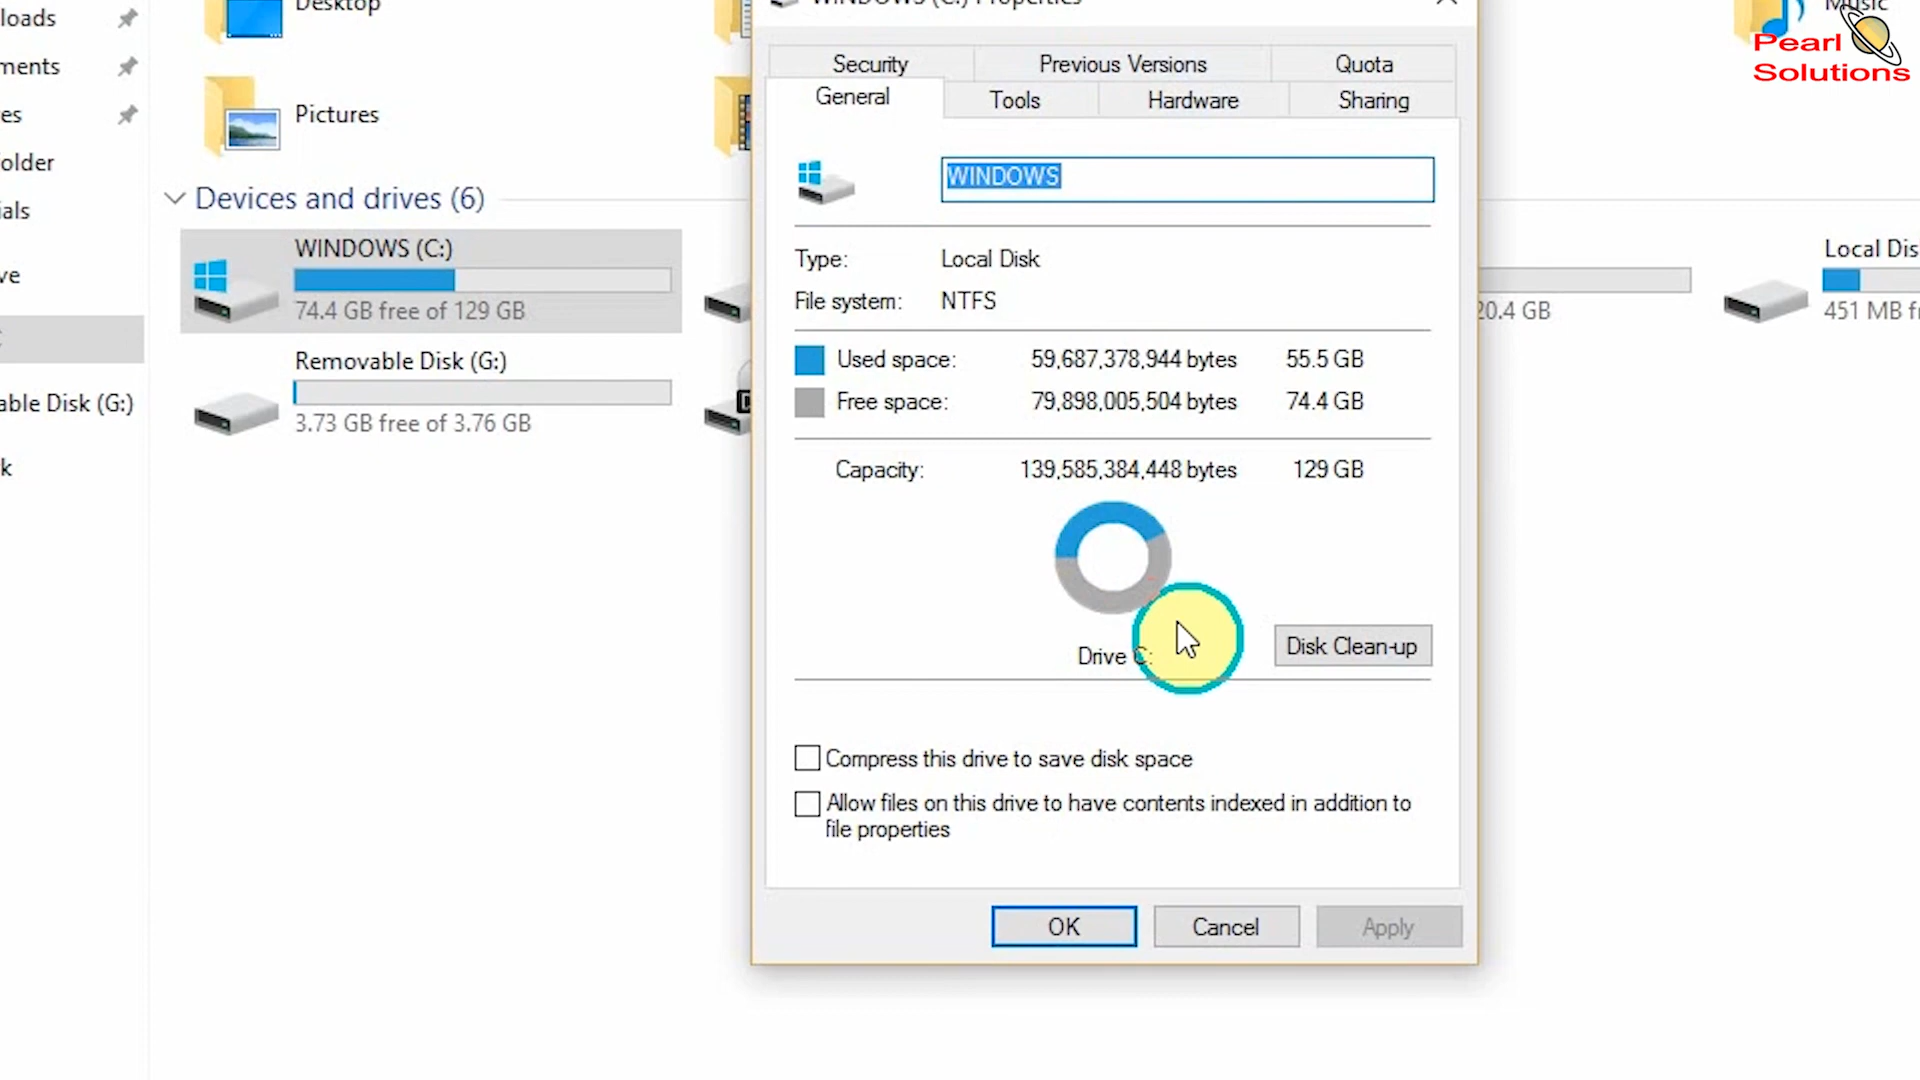 loads
Desktop
ments
Pictures
es
older
ials
Devices and drives (6)
ve
WINDOWS (C:)
74.4 GB free of 129 GB
Removable Disk (G:)
3.73 GB free of 3.76 GB
able Disk (G:)
k
WINDOWS (C:) Properties
Security
Previous Versions
Quota
General
Tools
Hardware
Sharing
WINDOWS
Type:
Local Disk
File system:
NTFS
Used space:
59,687,378,944 bytes
55.5 GB
Free space:
79,898,005,504 bytes
74.4 GB
Capacity:
139,585,384,448 bytes
129 GB
Drive C:
Disk Clean-up
Compress this drive to save disk space
Allow files on this drive to have contents indexed in addition to
file properties
OK
Cancel
Apply
20.4 GB
Music
Pearl
Solutions
Local Dis
451 MB fr